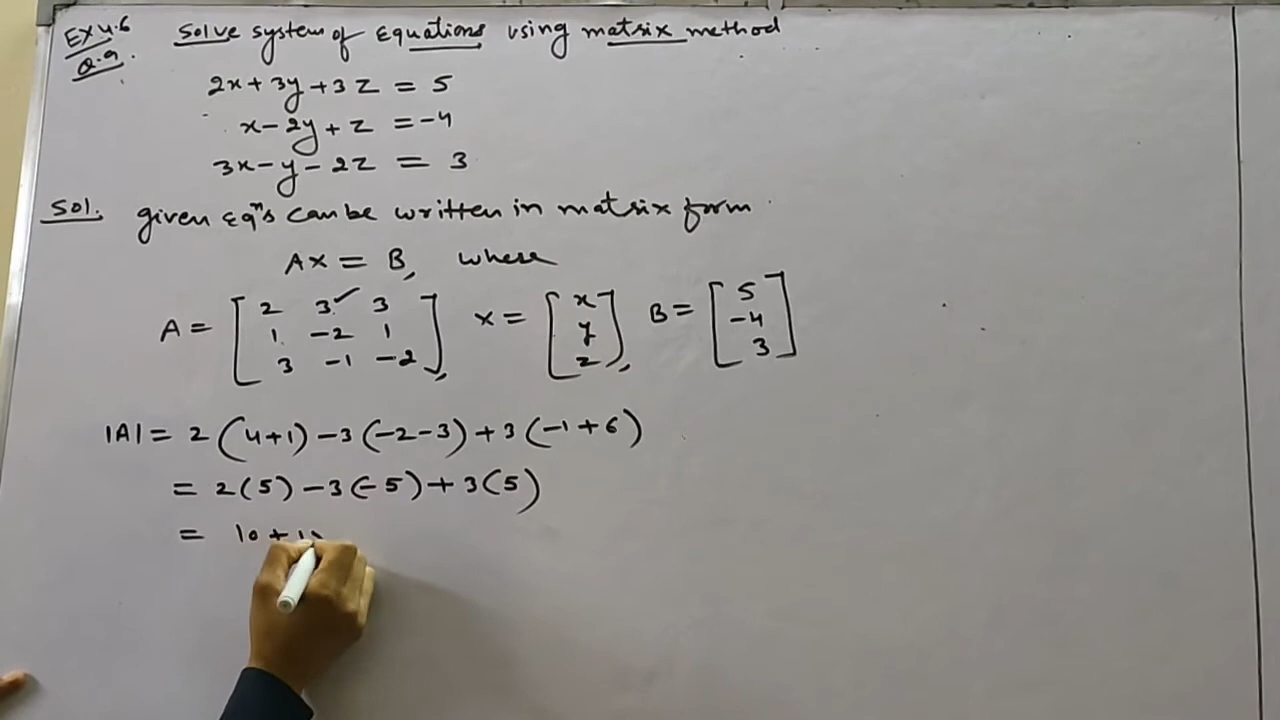 Ex 4.6 Solve system of Equations using matrix method
Q.9.
2x + 3y + 3z = 5
x - 2y + z = -4
3x - y - 2z = 3
Sol. given Eqⁿs can be written in matrix form
AX = B, where
A = [2 3 3
1 -2 1
3 -1 -2], X = [x
y
z], B = [5
-4
3]
|A| = 2(4+1) - 3(-2-3) + 3(-1+6)
= 2(5) - 3(-5) + 3(5)
= 10 +